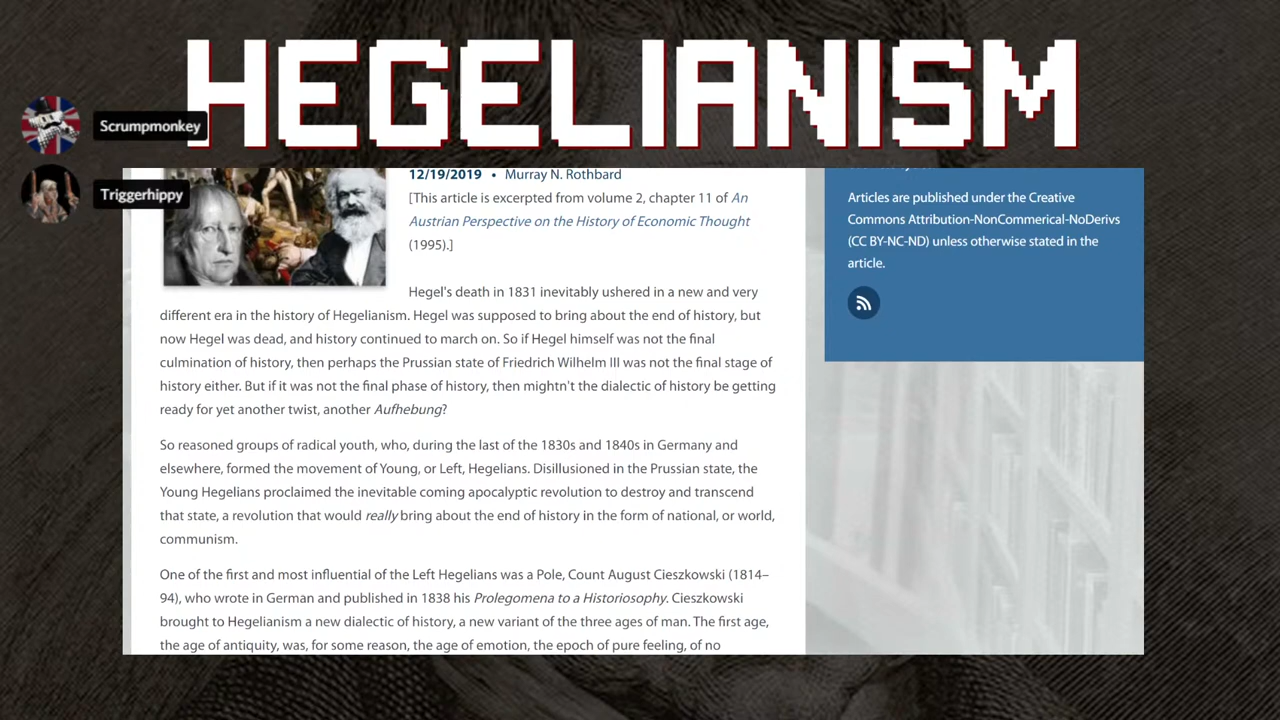 HEGELIANISM
Scrumpmonkey
Triggerhippy
12/19/2019 • Murray N. Rothbard
[This article is excerpted from volume 2, chapter 11 of An
Austrian Perspective on the History of Economic Thought
(1995).]
Hegel's death in 1831 inevitably ushered in a new and very
different era in the history of Hegelianism. Hegel was supposed to bring about the end of history, but
now Hegel was dead, and history continued to march on. So if Hegel himself was not the final
culmination of history, then perhaps the Prussian state of Friedrich Wilhelm III was not the final stage of
history either. But if it was not the final phase of history, then mightn't the dialectic of history be getting
ready for yet another twist, another Aufhebung?
So reasoned groups of radical youth, who, during the last of the 1830s and 1840s in Germany and
elsewhere, formed the movement of Young, or Left, Hegelians. Disillusioned in the Prussian state, the
Young Hegelians proclaimed the inevitable coming apocalyptic revolution to destroy and transcend
that state, a revolution that would really bring about the end of history in the form of national, or world,
communism.
One of the first and most influential of the Left Hegelians was a Pole, Count August Cieszkowski (1814–
94), who wrote in German and published in 1838 his Prolegomena to a Historiosophy. Cieszkowski
brought to Hegelianism a new dialectic of history, a new variant of the three ages of man. The first age,
the age of antiquity, was, for some reason, the age of emotion, the epoch of pure feeling, of no
Articles are published under the Creative
Commons Attribution-NonCommerical-NoDerivs
(CC BY-NC-ND) unless otherwise stated in the
article.